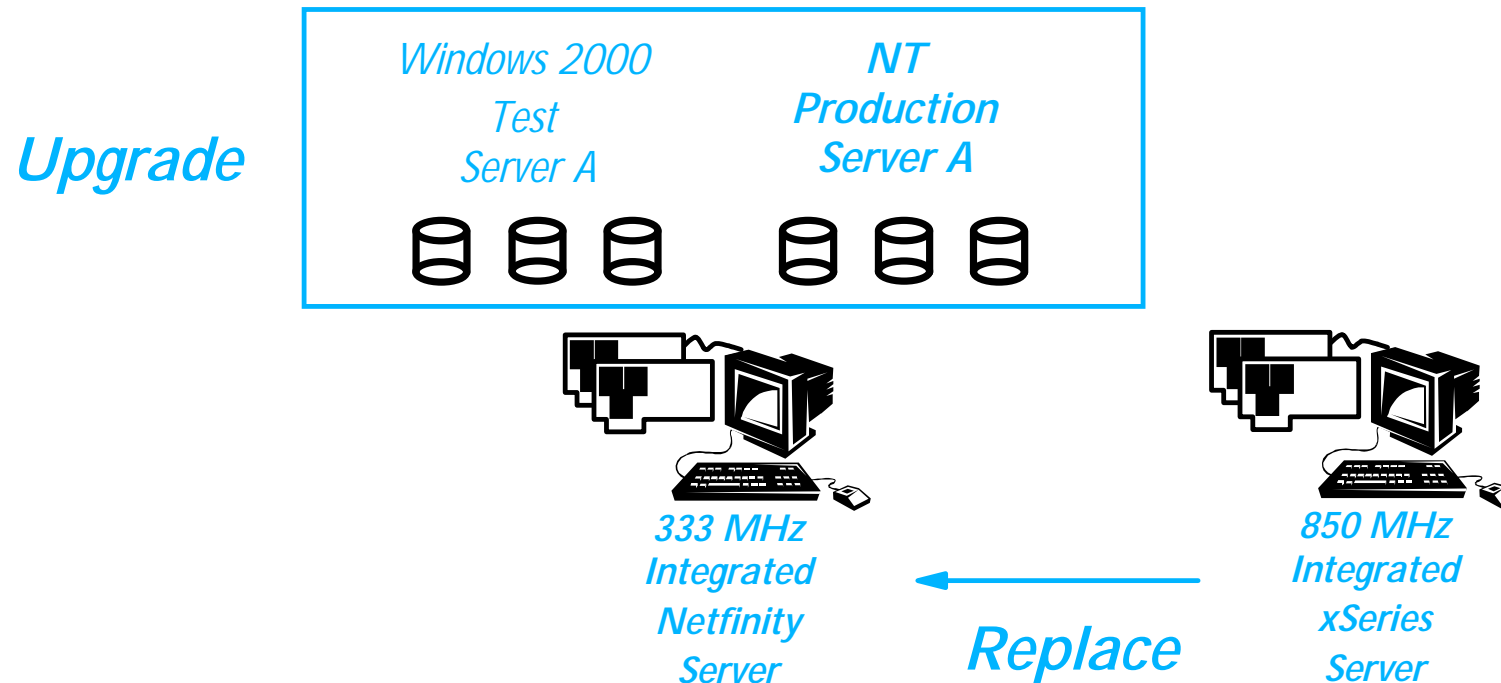 Upgrade
Windows 2000
Test
Server A
NT
Production
Server A
333 MHz
Integrated
Netfinity
Server
Replace
850 MHz
Integrated
xSeries
Server